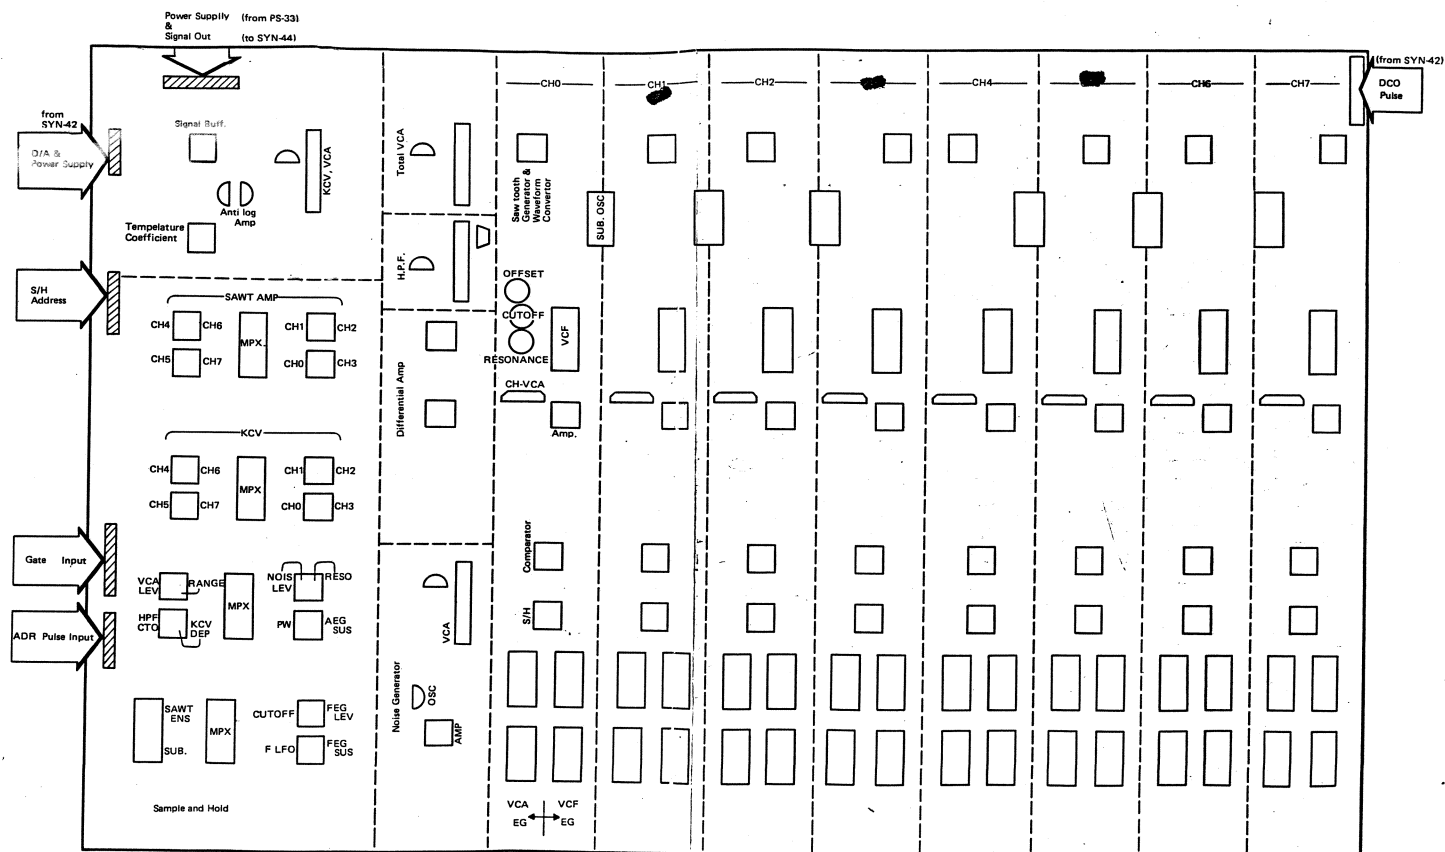 Power Suppily (from PS-33)
&
Signal Out (to SYN-44)
(from SYN-42)
DCO
Pulse
from
SYN-42
D/A &
Power Supply
S/H
Address
Gate Input
ADR Pulse Input
Signal Buff.
KCV, VCA
Anti log
Amp
Tempelature
Coefficient
SAWT AMP
CH4 CH6
MPX.
CH1 CH2
CH5 CH7
CH0 CH3
KCV
CH4 CH6
MPX
CH1 CH2
CH5 CH7
CH0 CH3
VCA
LEV
RANGE
MPX
NOIS
LEV
RESO
HPF
CTO
KCV
DEP
PW
AEG
SUS
SAWT
ENS
SUB.
MPX
CUTOFF
FEG
LEV
F LFO
FEG
SUS
Sample and Hold
Total VCA
H.P.F.
Differential Amp
Noise Generator
VCA
OSC
AMP
CH0
CH1
CH2
CH4
CH6
CH7
Saw tooth
Generator &
Waveform
Convertor
SUB. OSC
OFFSET
CUTOFF
RESONANCE
VCF
CH-VCA
Amp.
Comparator
S/H
VCA VCF
EG EG